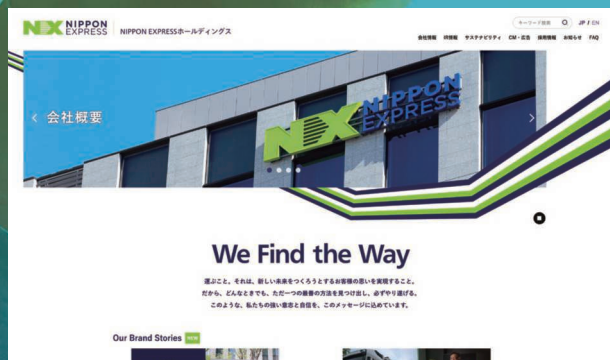 NX NIPPON EXPRESS
NIPPON EXPRESSホールディングス
キーワード検索
JP / EN
会社情報 IR情報 サステナビリティ CM・広告 採用情報 お知らせ FAQ
会社概要
NX NIPPON EXPRESS
We Find the Way
運ぶこと。それは、新しい未来をつくろうとするお客様の思いを実現すること。
だから、どんなときでも、ただ一つの最善の方法を見つけ出し、必ずやり遂げる。
このような、私たちの強い意志と自信を、このメッセージに込めています。
Our Brand Stories NEW